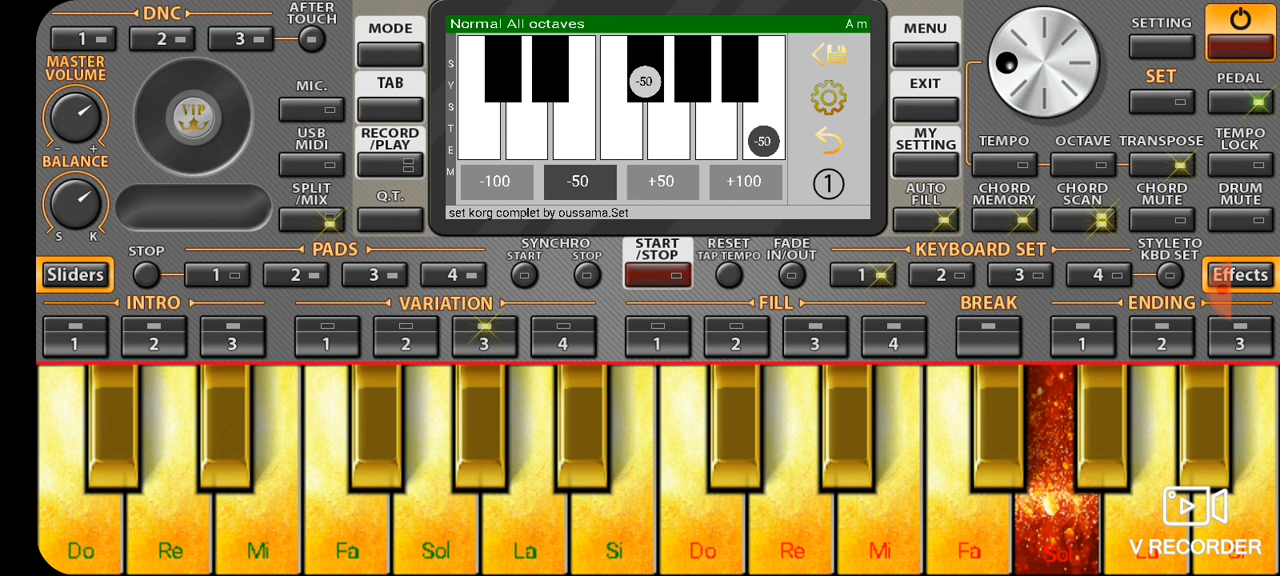 DNC
AFTER
TOUCH
1 2 3
MASTER
VOLUME
- +
BALANCE
S K
VIP
MIC.
USB
MIDI
SPLIT
/MIX
MODE
TAB
RECORD
/PLAY
Q.T.
Normal All octaves Am
S
Y
S
T
E
M
-50
-50
-100 -50 +50 +100
1
set korg complet by oussama.Set
MENU
EXIT
MY
SETTING
AUTO
FILL
SETTING
SET
PEDAL
TEMPO OCTAVE TRANSPOSE TEMPO
LOCK
CHORD
MEMORY
CHORD
SCAN
CHORD
MUTE
DRUM
MUTE
Sliders
STOP
PADS
1 2 3 4
SYNCHRO
START STOP
START
/STOP
RESET
TAP TEMPO
FADE
IN/OUT
KEYBOARD SET
1 2 3 4
STYLE TO
KBD SET
Effects
INTRO VARIATION FILL BREAK ENDING
1 2 3 1 2 3 4 1 2 3 4 1 2 3
Do Re Mi Fa Sol La Si Do Re Mi Fa Sol La Si
V RECORDER